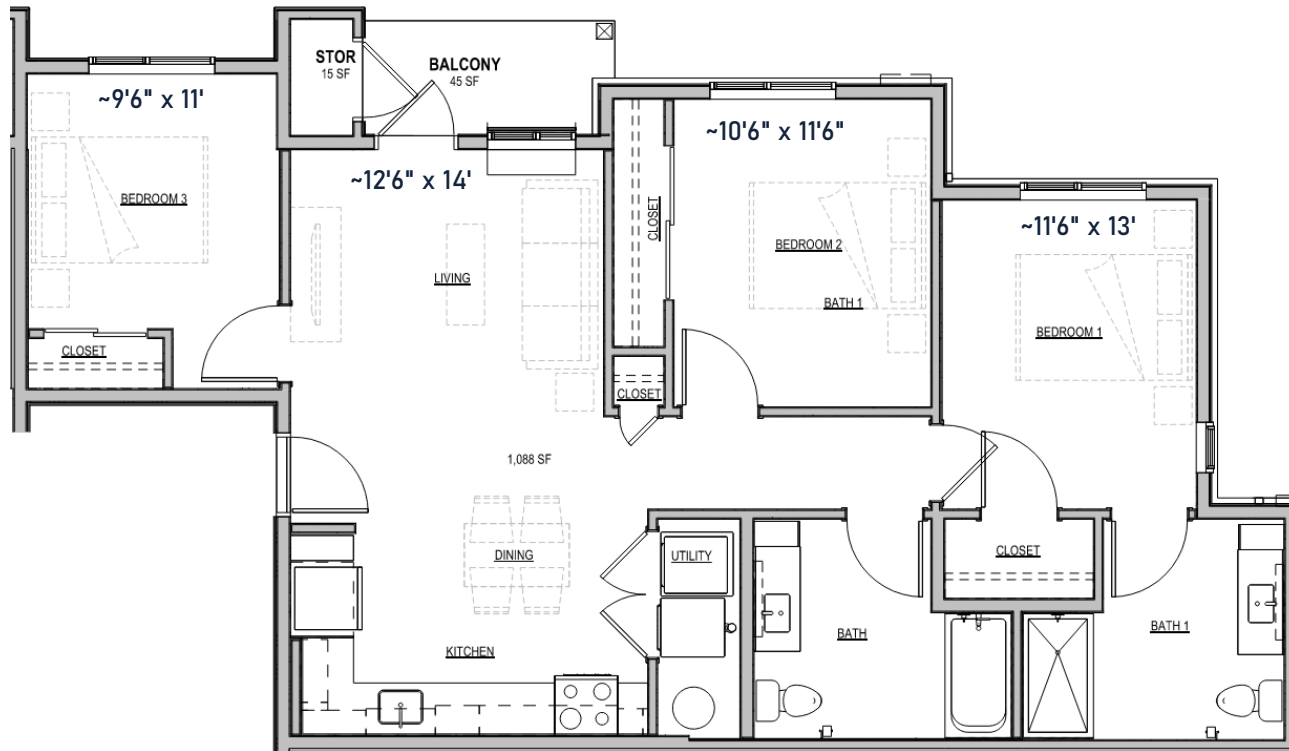 STOR
15 SF
BALCONY
45 SF
~9'6" x 11'
~10'6" x 11'6"
~12'6" x 14'
BEDROOM 3
CLOSET
~11'6" x 13'
BEDROOM 2
LIVING
BATH 1
BEDROOM 1
CLOSET
CLOSET
1,088 SF
DINING
UTILITY
CLOSET
KITCHEN
BATH
BATH 1